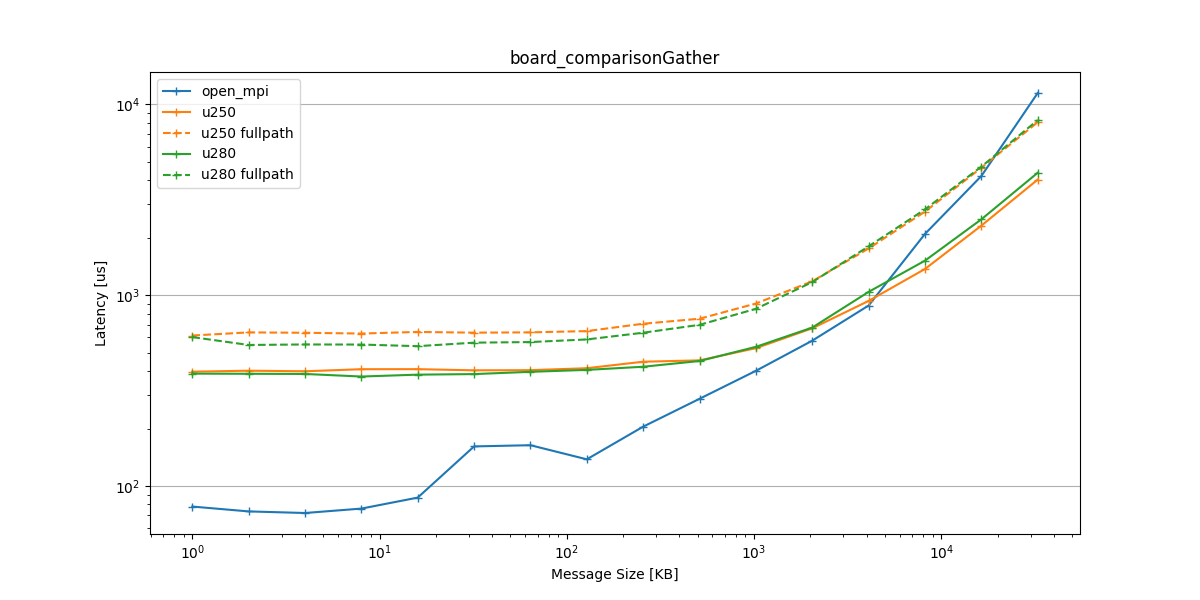 board_comparisonGather
open_mpi
u250
u250 fullpath
u280
u280 fullpath
Latency [us]
10⁴
10³
10²
10⁰ 10¹ 10² 10³ 10⁴
Message Size [KB]